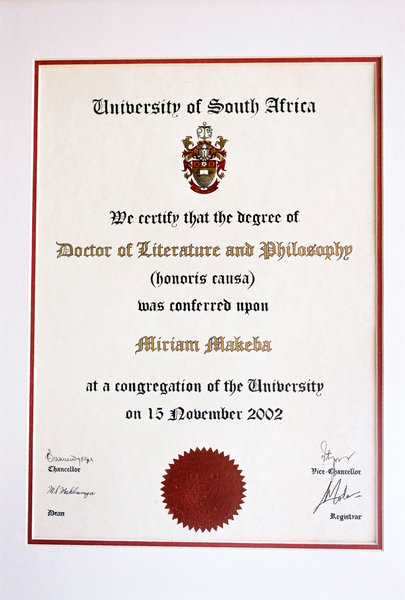 University of South Africa
We certify that the degree of
Doctor of Literature and Philosophy
(honoris causa)
was conferred upon
Miriam Makeba
at a congregation of the University
on 15 November 2002
Chancellor
Vice-Chancellor
Dean
Registrar